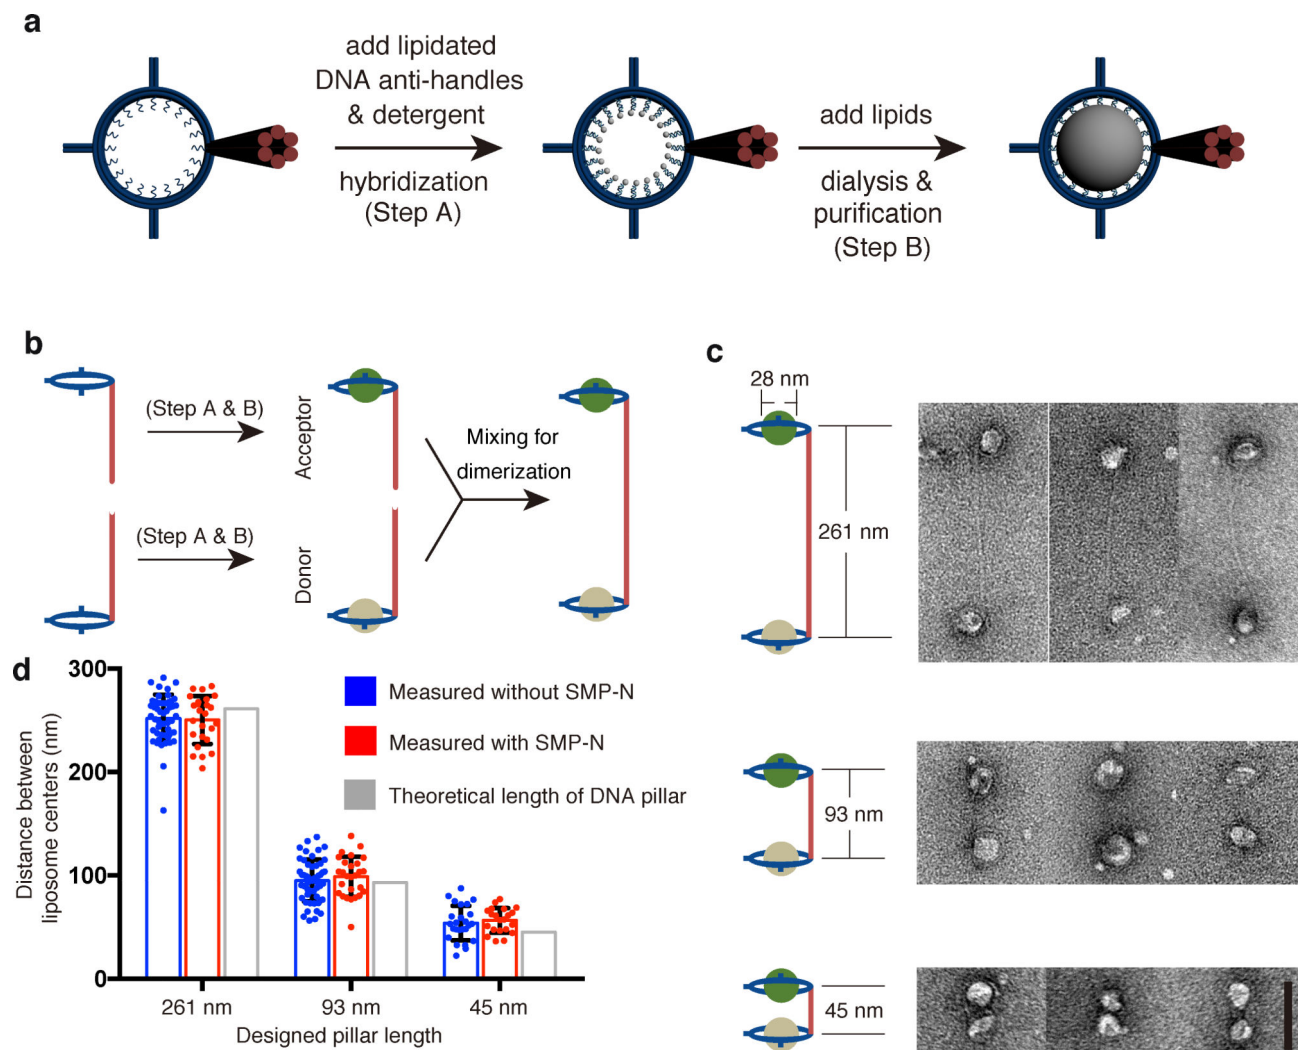 a
add lipidated
DNA anti-handles
& detergent
hybridization
(Step A)
add lipids
dialysis &
purification
(Step B)
b
(Step A & B)
(Step A & B)
Acceptor
Donor
Mixing for
dimerization
c
28 nm
261 nm
93 nm
45 nm
d
300
200
100
0
Distance between
liposome centers (nm)
Measured without SMP-N
Measured with SMP-N
Theoretical length of DNA pillar
261 nm
93 nm
45 nm
Designed pillar length